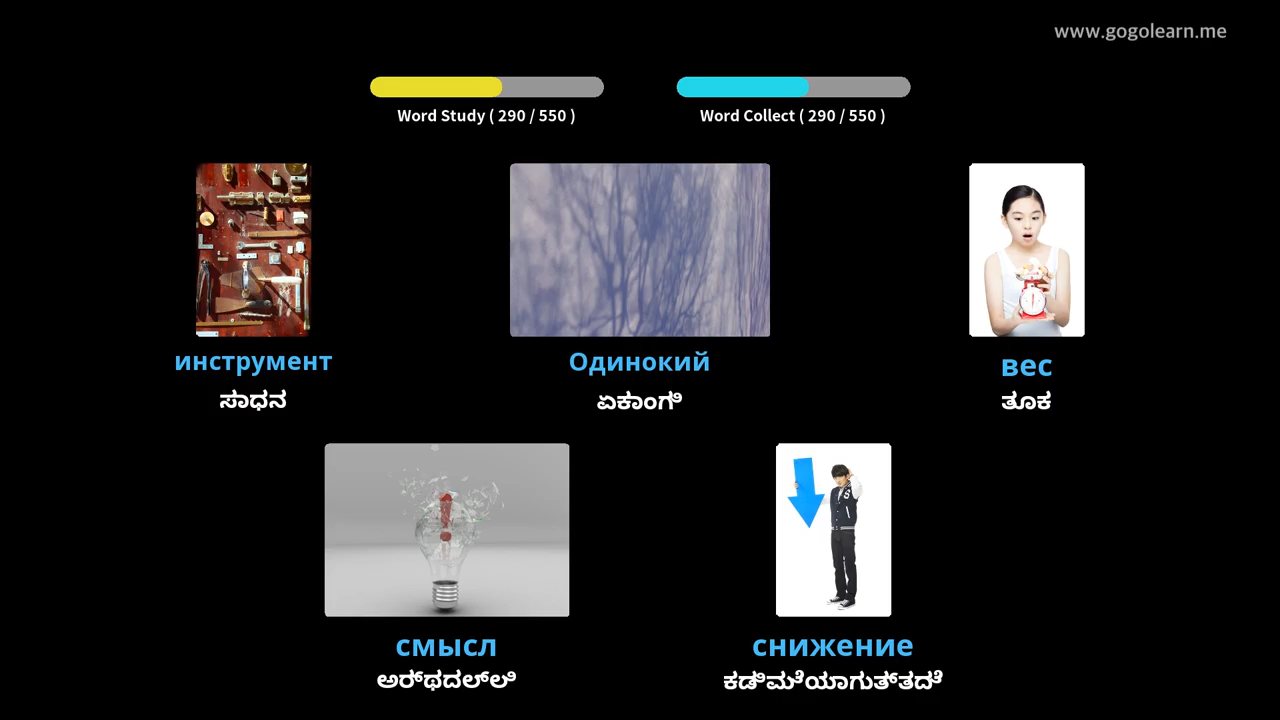 www.gogolearn.me
Word Study ( 290 / 550 )
Word Collect ( 290 / 550 )
инструмент
ಸಾಧನ
Одинокий
ಏಕಾಂಗಿ
вес
ತೂಕ
смысл
ಅರ್ಥದಲ್ಲಿ
снижение
ಕಡಿಮೆಯಾಗುತ್ತದೆ